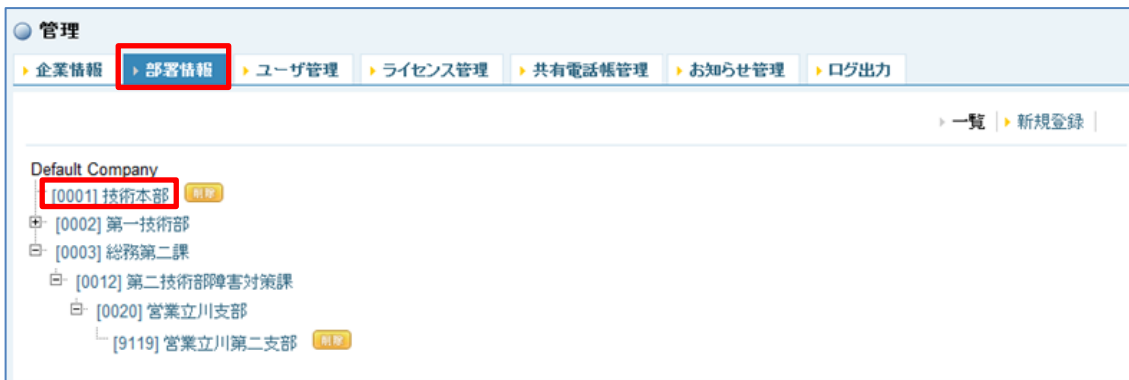 管理
企業情報 部署情報 ユーザ管理 ライセンス管理 共有電話帳管理 お知らせ管理 ログ出力
一覧 新規登録
Default Company
[0001] 技術本部 削除
[0002] 第一技術部
[0003] 総務第二課
[0012] 第二技術部障害対策課
[0020] 営業立川支部
[9119] 営業立川第二支部 削除